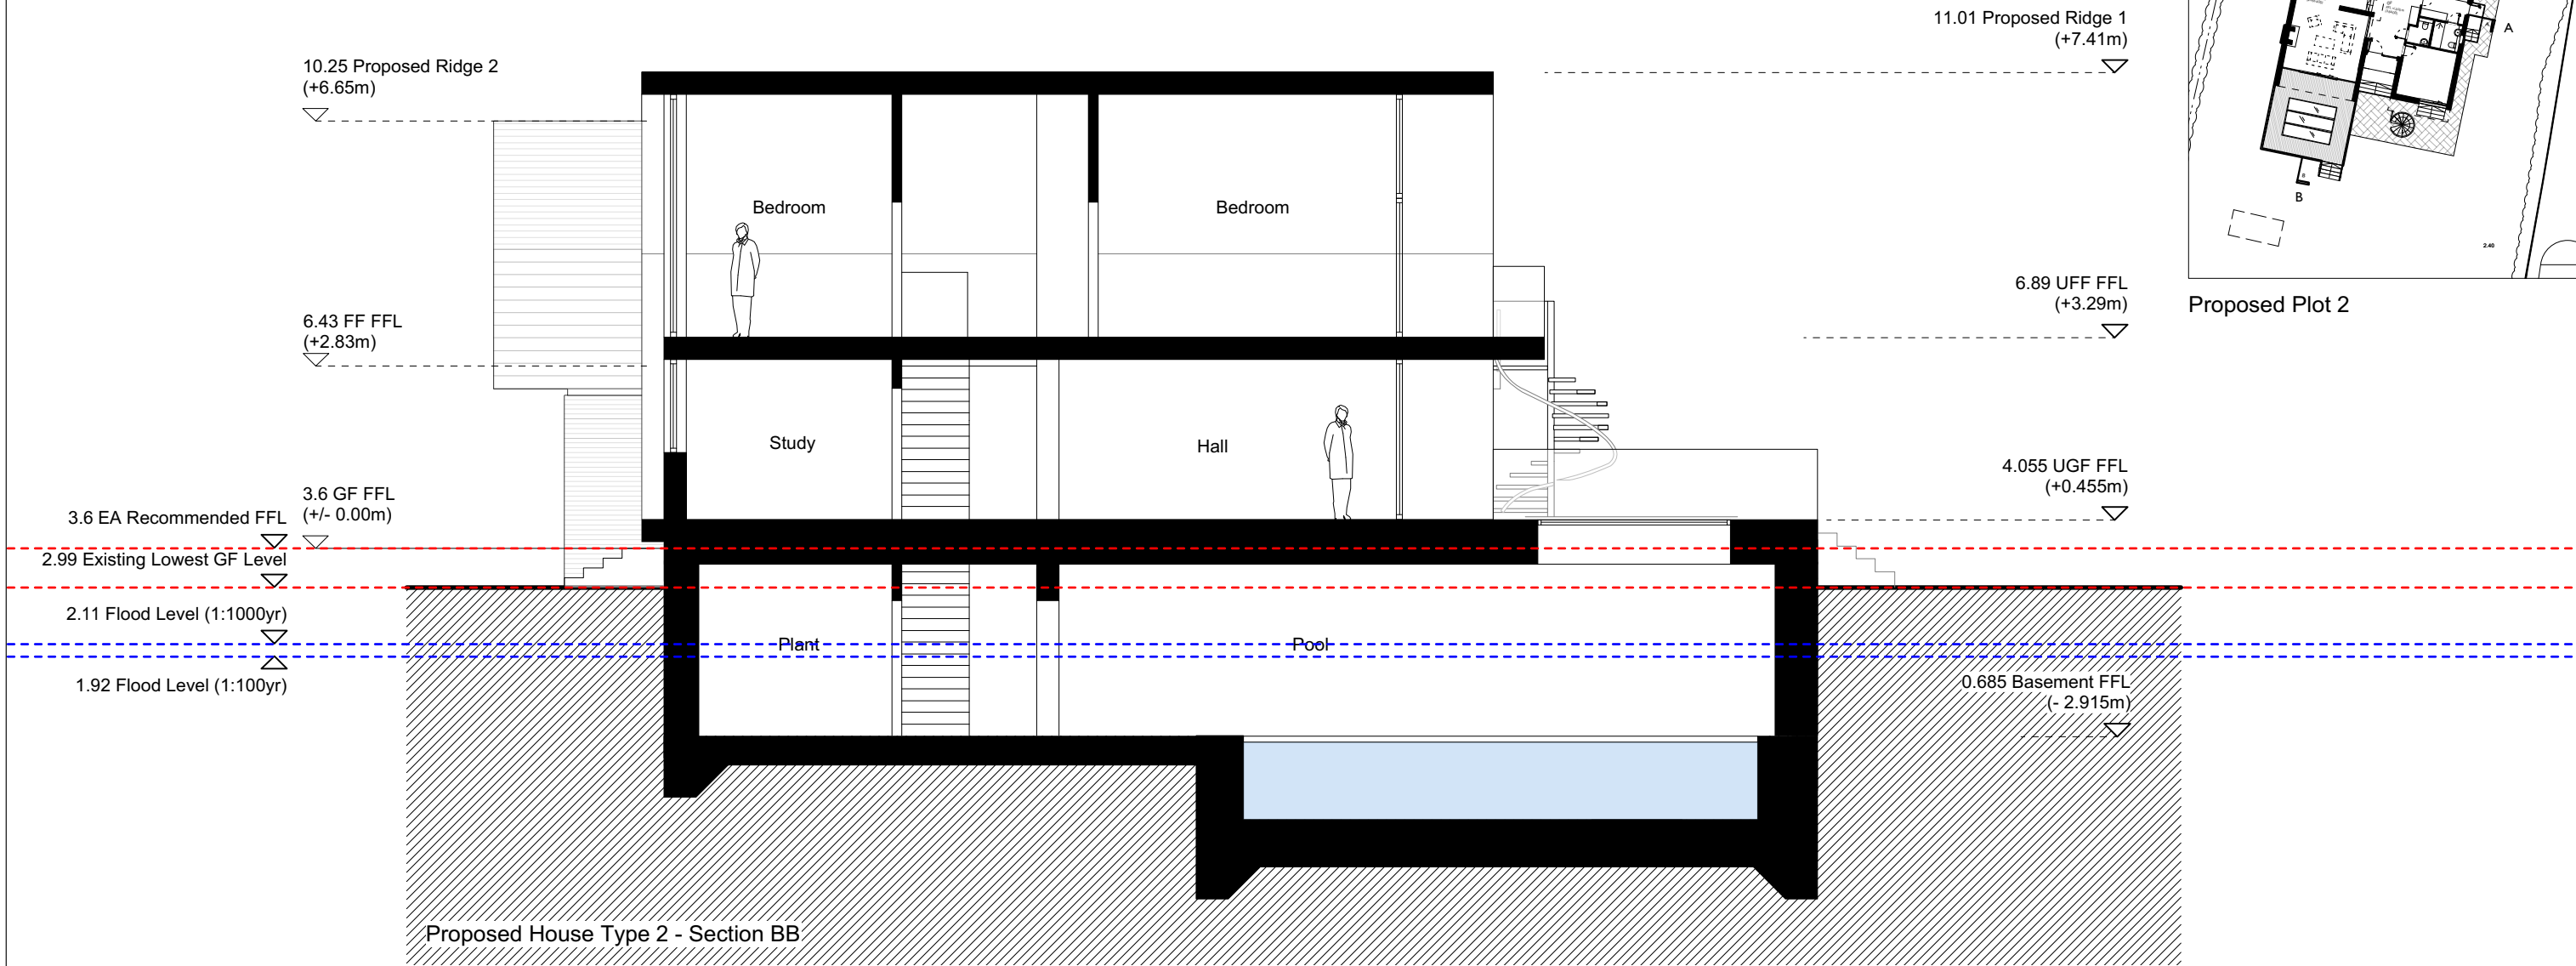 11.01 Proposed Ridge 1
(+7.41m)
10.25 Proposed Ridge 2
(+6.65m)
A
B
B
2.40
Proposed Plot 2
Bedroom
Bedroom
6.89 UFF FFL
(+3.29m)
6.43 FF FFL
(+2.83m)
Study
Hall
4.055 UGF FFL
(+0.455m)
3.6 GF FFL
(+/- 0.00m)
3.6 EA Recommended FFL
2.99 Existing Lowest GF Level
2.11 Flood Level (1:1000yr)
Plant
Pool
1.92 Flood Level (1:100yr)
0.685 Basement FFL
(- 2.915m)
Proposed House Type 2 - Section BB